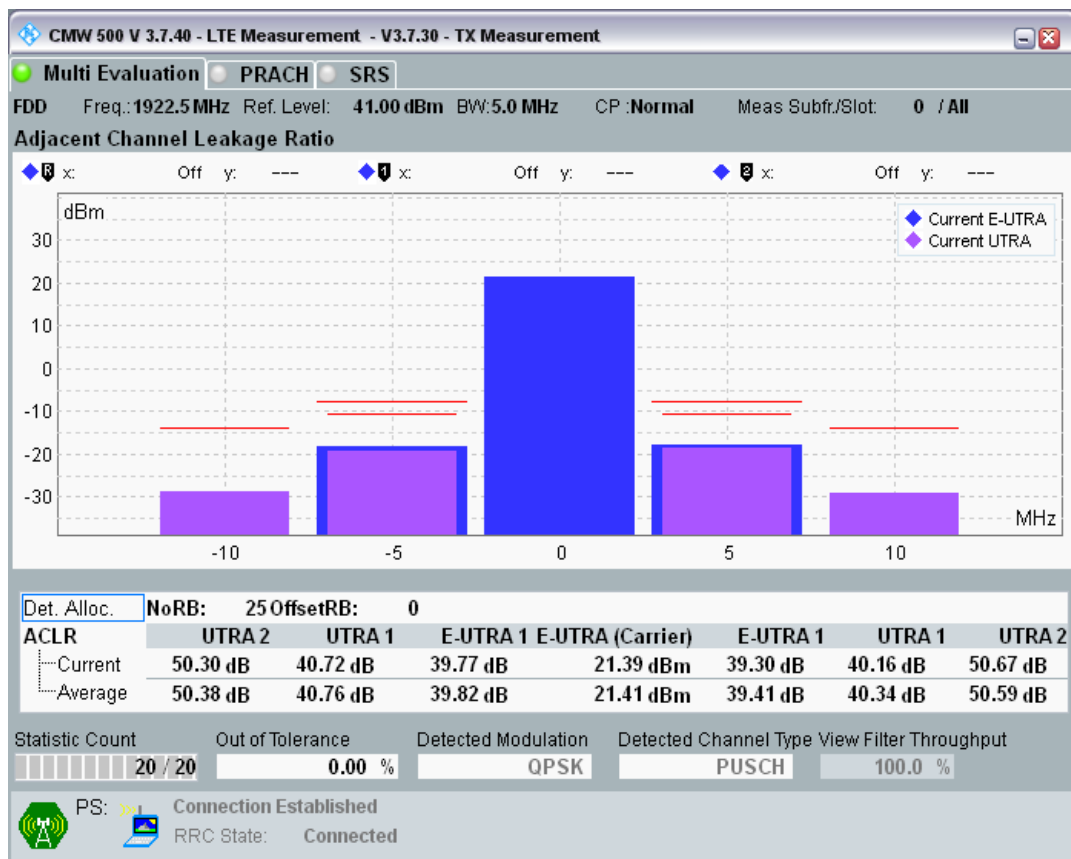 CMW 500 V 3.7.40 - LTE Measurement - V3.7.30 - TX Measurement
Multi Evaluation PRACH SRS
FDD Freq.: 1922.5 MHz Ref. Level: 41.00 dBm BW: 5.0 MHz CP :Normal Meas Subfr./Slot: 0 / All
Adjacent Channel Leakage Ratio
R x: Off y: --- 1 x: Off y: --- 2 x: Off y: ---
dBm
Current E-UTRA
Current UTRA
30
20
10
0
-10
-20
-30
MHz
-10 -5 0 5 10
Det. Alloc. NoRB: 25 OffsetRB: 0
ACLR UTRA 2 UTRA 1 E-UTRA 1 E-UTRA (Carrier) E-UTRA 1 UTRA 1 UTRA 2
Current 50.30 dB 40.72 dB 39.77 dB 21.39 dBm 39.30 dB 40.16 dB 50.67 dB
Average 50.38 dB 40.76 dB 39.82 dB 21.41 dBm 39.41 dB 40.34 dB 50.59 dB
Statistic Count Out of Tolerance Detected Modulation Detected Channel Type View Filter Throughput
20 / 20 0.00 % QPSK PUSCH 100.0 %
PS: Connection Established
RRC State: Connected